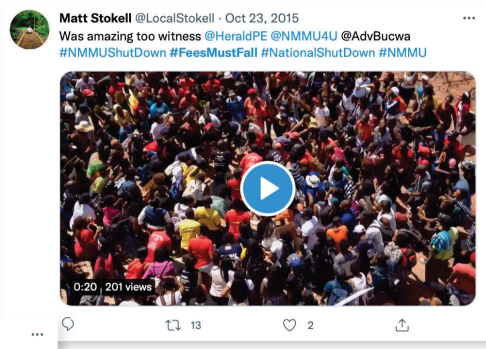 Matt Stokell @LocalStokell · Oct 23, 2015 ...
Was amazing too witness @HeraldPE @NMMU4U @AdvBucwa
#NMMUShutDown #FeesMustFall #NationalShutDown #NMMU
0:20 201 views
13 2
...